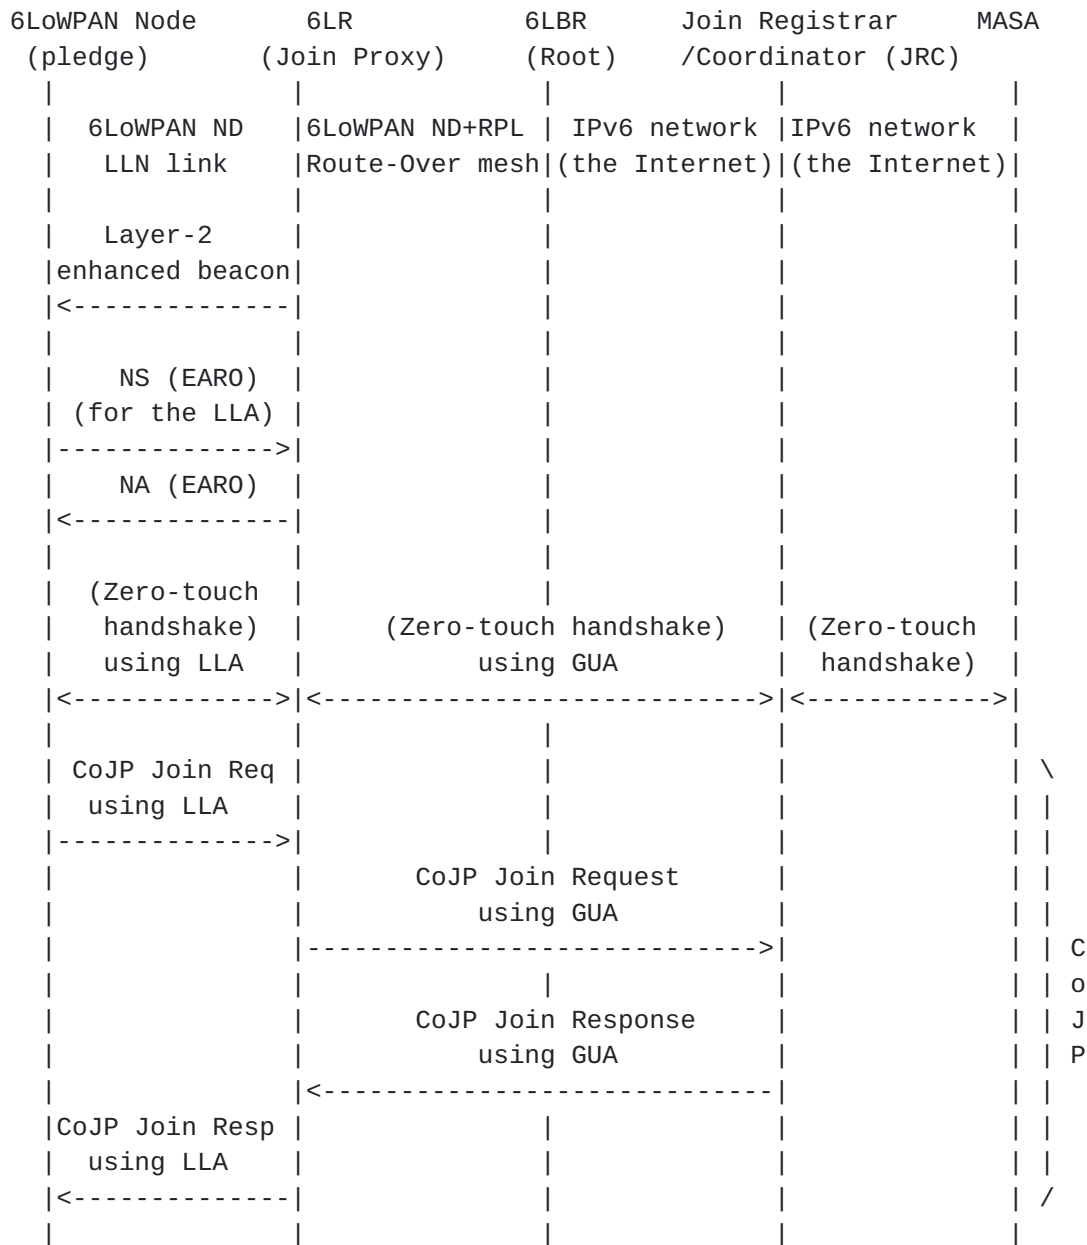 6LoWPAN Node       6LR           6LBR      Join Registrar     MASA
 (pledge)       (Join Proxy)     (Root)    /Coordinator (JRC)
  |               |               |              |              |
  |  6LoWPAN ND   |6LoWPAN ND+RPL | IPv6 network |IPv6 network  |
  |   LLN link    |Route-Over mesh|(the Internet)|(the Internet)|
  |               |               |              |              |
  |   Layer-2     |               |              |              |
  |enhanced beacon|               |              |              |
  |<--------------|               |              |              |
  |               |               |              |              |
  |    NS (EARO)  |               |              |              |
  | (for the LLA) |               |              |              |
  |-------------->|               |              |              |
  |    NA (EARO)  |               |              |              |
  |<--------------|               |              |              |
  |               |               |              |              |
  |  (Zero-touch  |               |              |              |
  |   handshake)  |     (Zero-touch handshake)   | (Zero-touch  |
  |   using LLA   |           using GUA          |  handshake)  |
  |<------------->|<---------------------------->|<------------>|
  |               |               |              |              |
  | CoJP Join Req |               |              |              | \
  |  using LLA    |               |              |              | |
  |-------------->|               |              |              | |
  |               |       CoJP Join Request      |              | |
  |               |           using GUA          |              | |
  |               |----------------------------->|              | | C
  |               |               |              |              | | o
  |               |       CoJP Join Response     |              | | J
  |               |           using GUA          |              | | P
  |               |<-----------------------------|              | |
  |CoJP Join Resp |               |              |              | |
  |  using LLA    |               |              |              | |
  |<--------------|               |              |              | /
  |               |               |              |              |